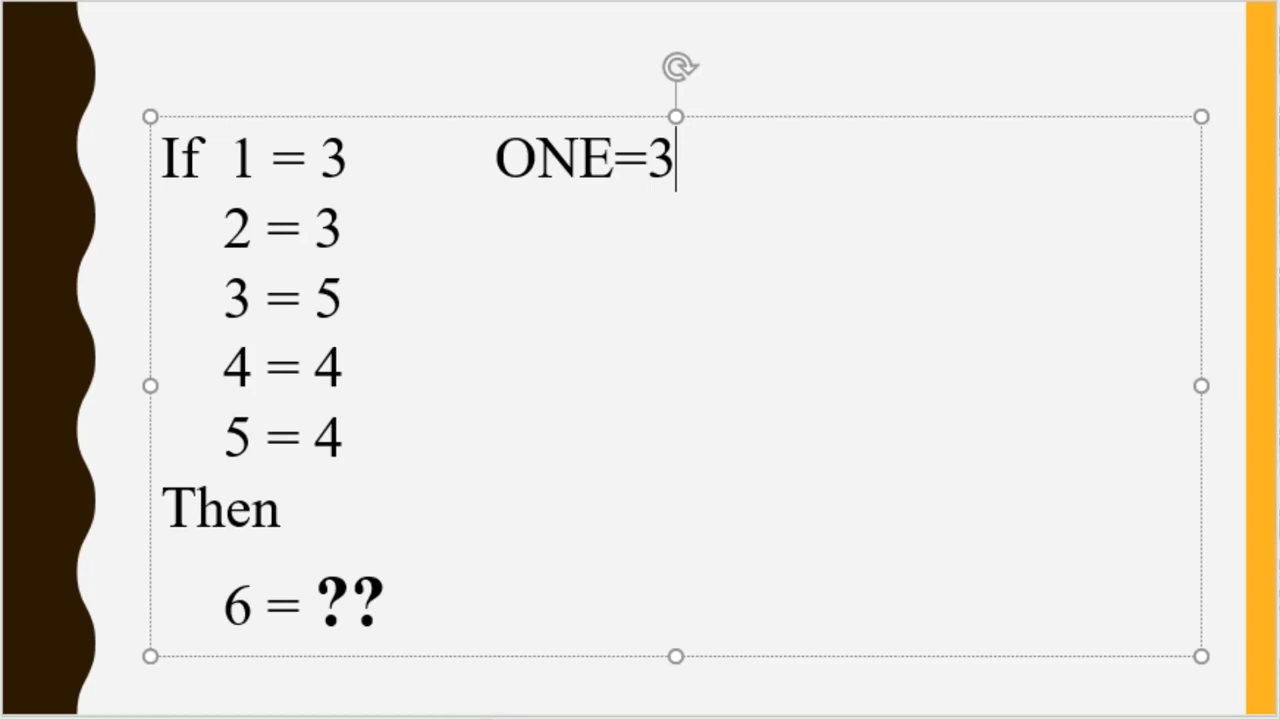 If 1 = 3 ONE=3
2 = 3
3 = 5
4 = 4
5 = 4
Then
6 = ??